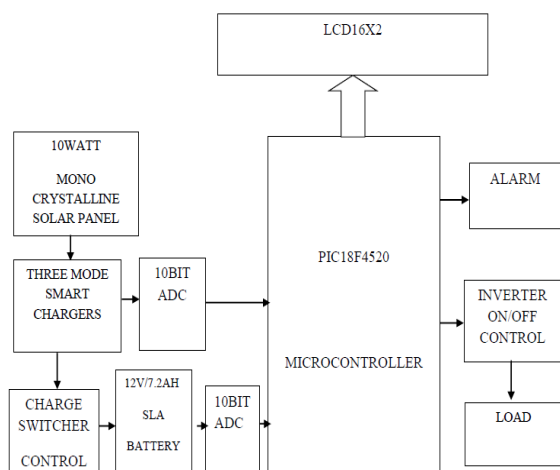 LCD16X2
10WATT
MONO
CRYSTALLINE
SOLAR PANEL
ALARM
THREE MODE
SMART
CHARGERS
10BIT
ADC
PIC18F4520
MICROCONTROLLER
INVERTER
ON/OFF
CONTROL
CHARGE
SWITCHER
CONTROL
12V/7.2AH
SLA
BATTERY
10BIT
ADC
LOAD